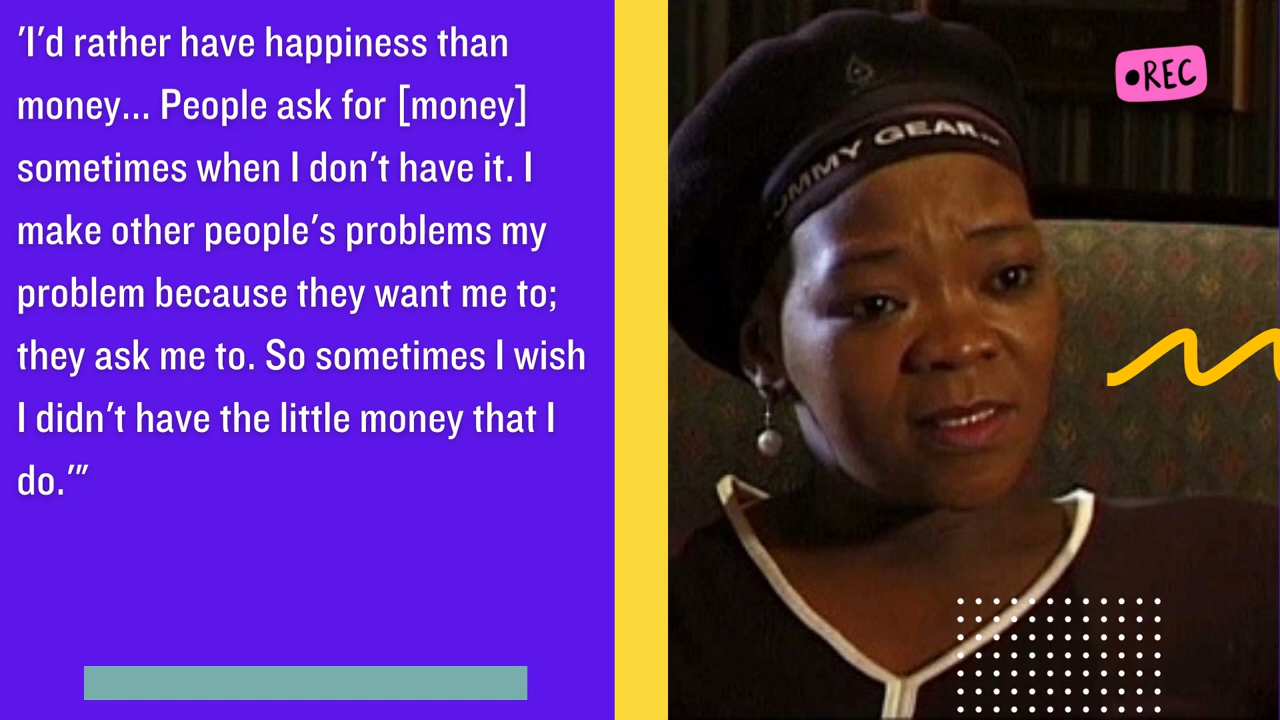 'I'd rather have happiness than
money... People ask for [money]
sometimes when I don't have it. I
make other people's problems my
problem because they want me to;
they ask me to. So sometimes I wish
I didn't have the little money that I
do.'"
REC
OMMY GEAR